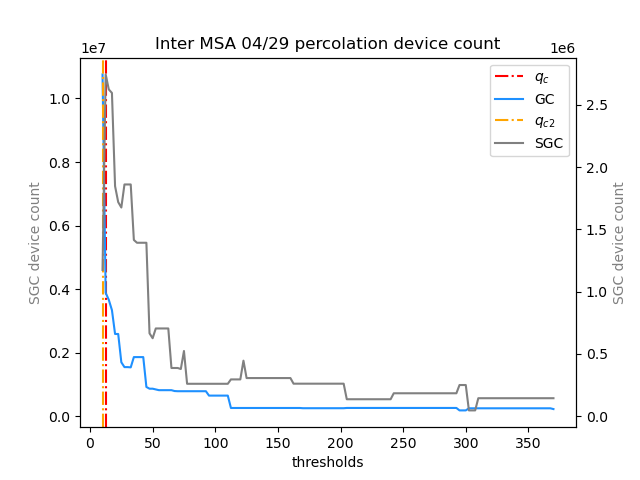 Inter MSA 04/29 percolation device count
1e7
1e6
q_c
GC
q_c2
SGC
1.0
0.8
0.6
0.4
0.2
0.0
2.5
2.0
1.5
1.0
0.5
0.0
SGC device count
SGC device count
0 50 100 150 200 250 300 350
thresholds